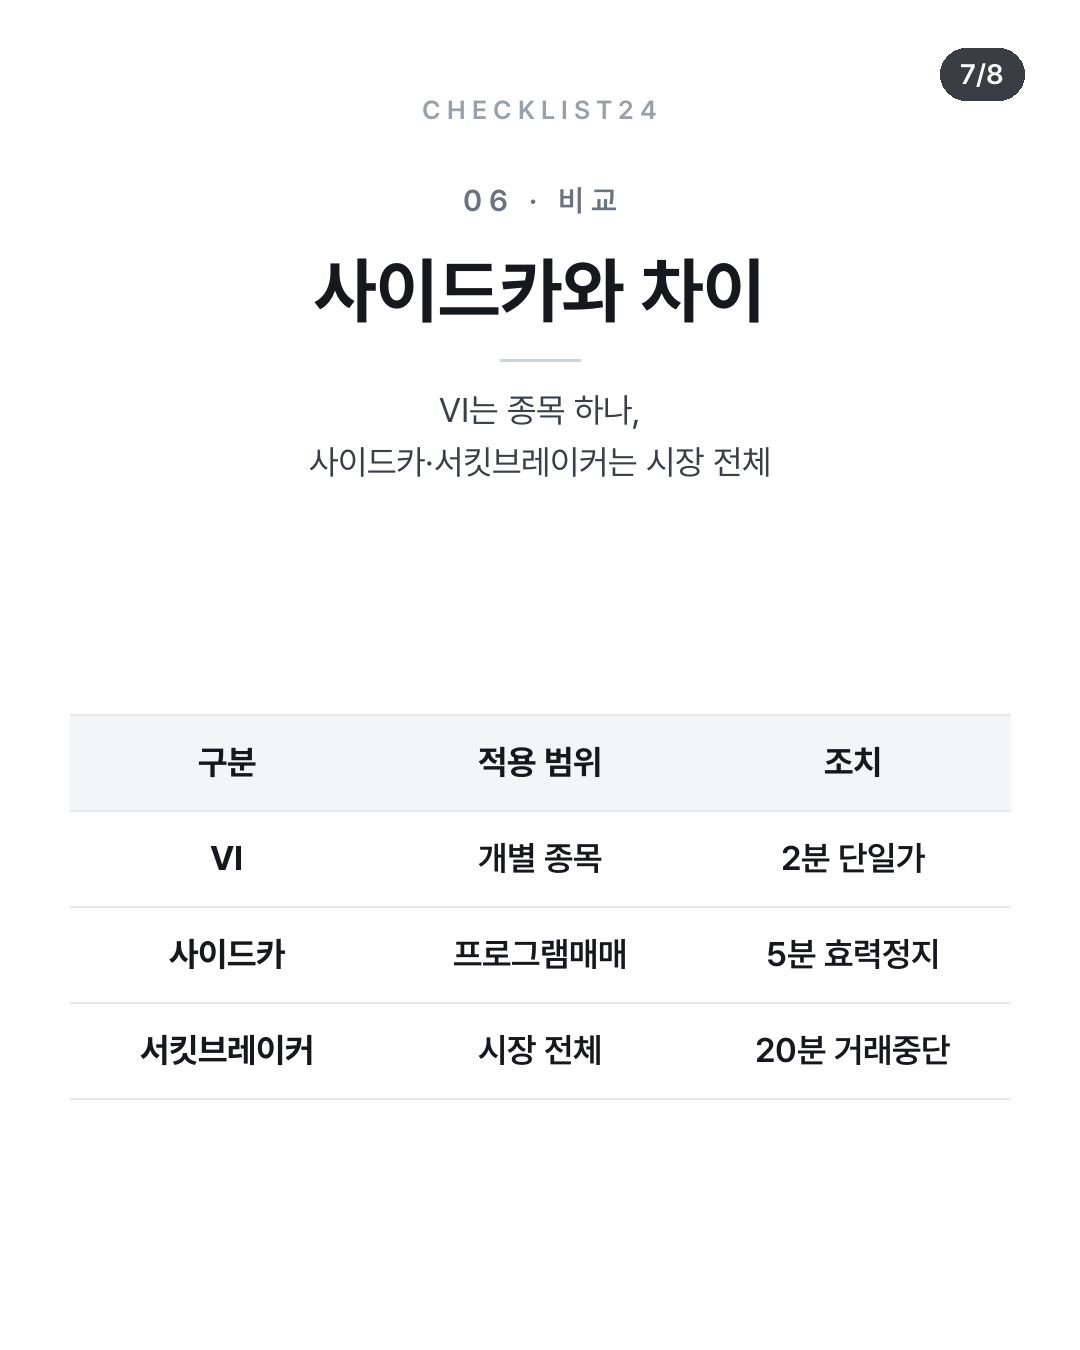 7/8
CHECKLIST24
06 · 비교
사이드카와 차이
VI는 종목 하나,
사이드카·서킷브레이커는 시장 전체
구분 적용 범위 조치
VI 개별 종목 2분 단일가
사이드카 프로그램매매 5분 효력정지
서킷브레이커 시장 전체 20분 거래중단